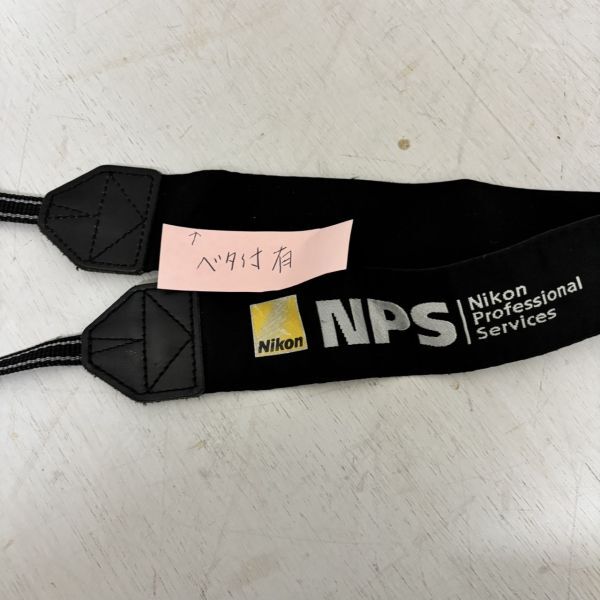 ↑
ベタ付 有
Nikon
NPS
Nikon
Professional
Services